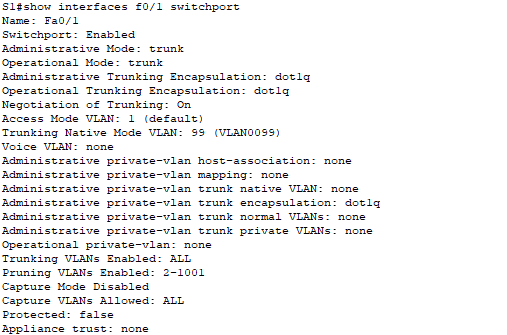 S1#show interfaces f0/1 switchport
Name: Fa0/1
Switchport: Enabled
Administrative Mode: trunk
Operational Mode: trunk
Administrative Trunking Encapsulation: dot1q
Operational Trunking Encapsulation: dot1q
Negotiation of Trunking: On
Access Mode VLAN: 1 (default)
Trunking Native Mode VLAN: 99 (VLAN0099)
Voice VLAN: none
Administrative private-vlan host-association: none
Administrative private-vlan mapping: none
Administrative private-vlan trunk native VLAN: none
Administrative private-vlan trunk encapsulation: dot1q
Administrative private-vlan trunk normal VLANs: none
Administrative private-vlan trunk private VLANs: none
Operational private-vlan: none
Trunking VLANs Enabled: ALL
Pruning VLANs Enabled: 2-1001
Capture Mode Disabled
Capture VLANs Allowed: ALL
Protected: false
Appliance trust: none